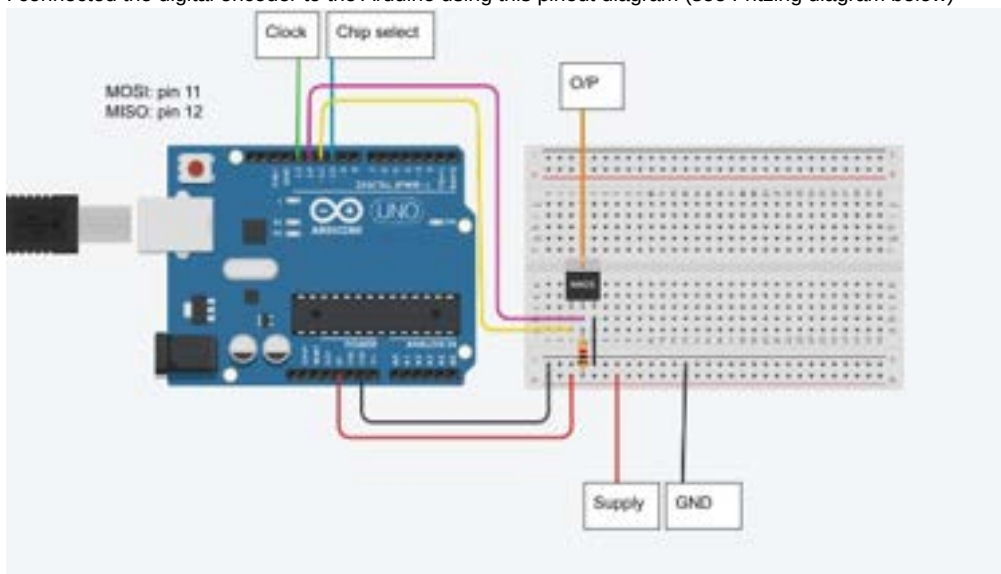 I connected the digital encoder to the Arduino using this pinout diagram (see Fritzing diagram below)
Clock
Chip select
MOSI: pin 11
MISO: pin 12
O/P
UNO
ARDUINO
Supply
GND